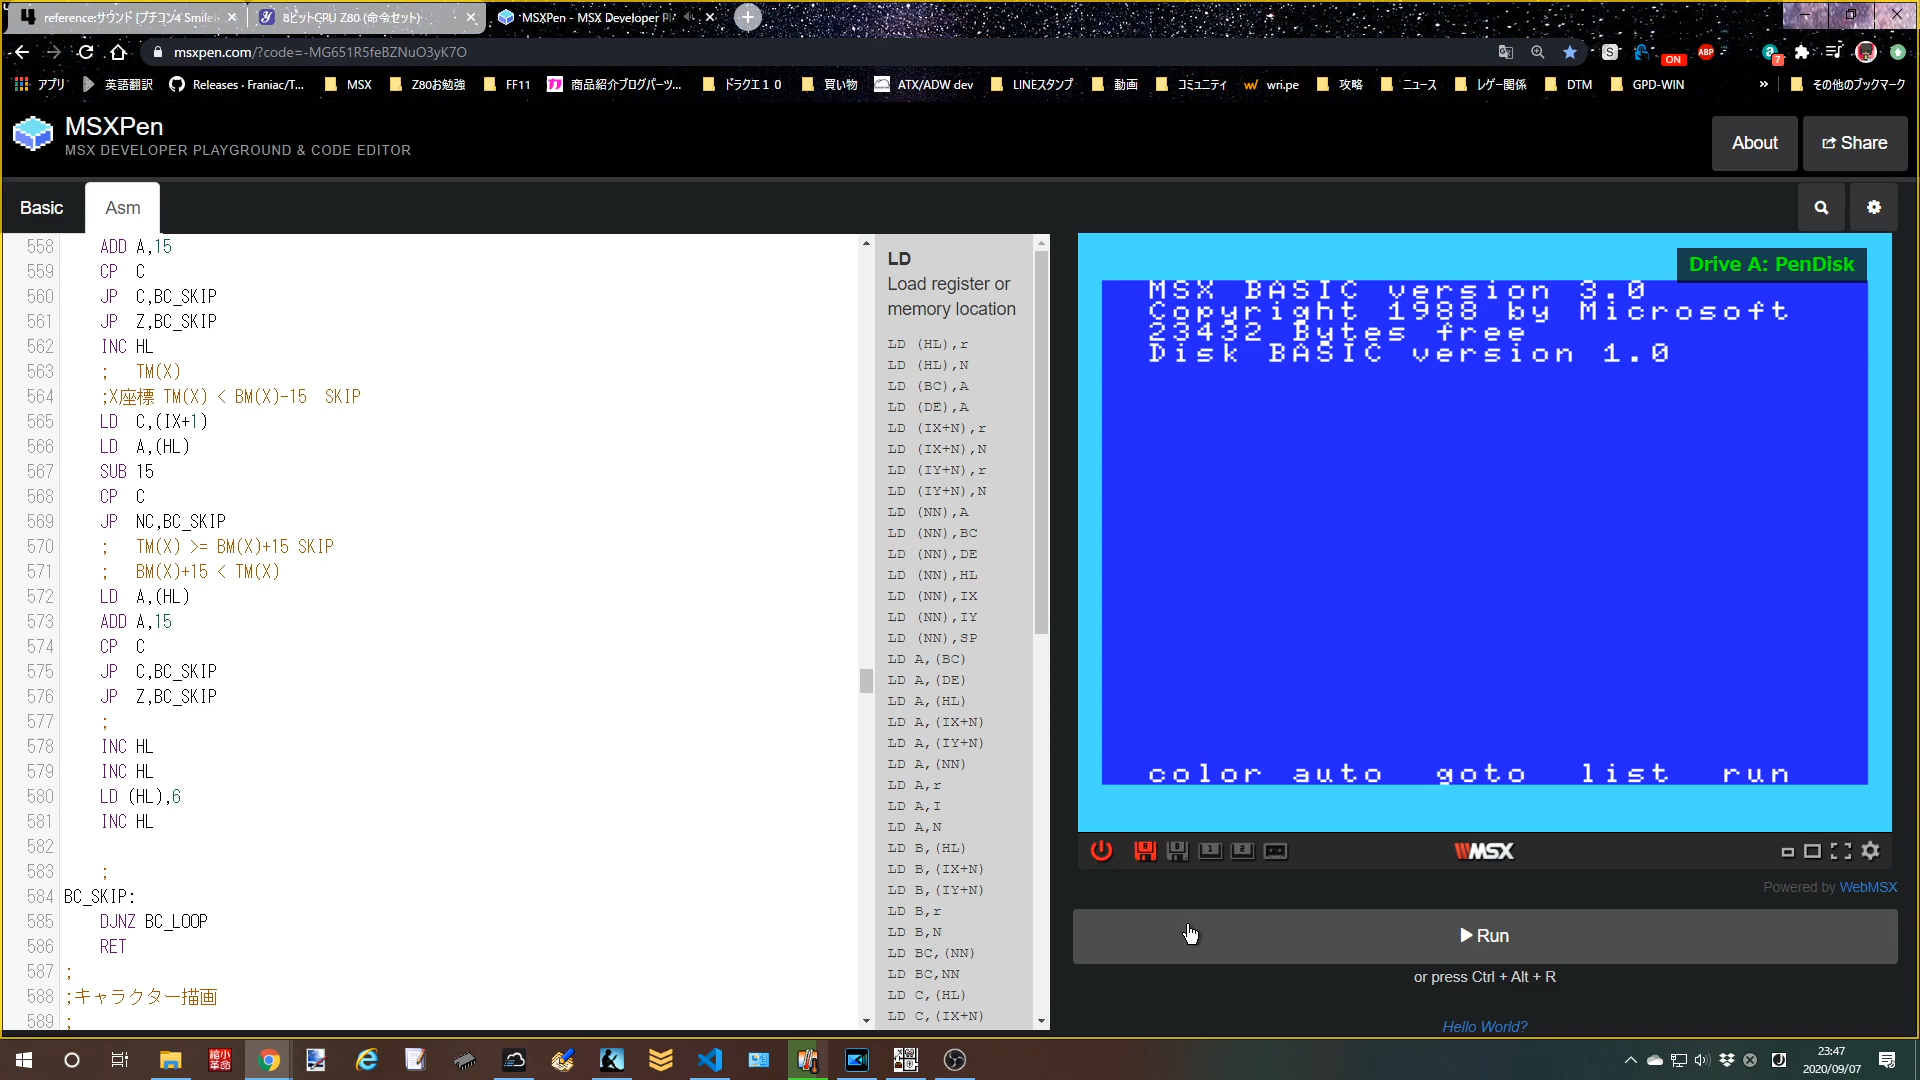 reference:サウンド [プチコン4 Smile
8ビットCPU Z80 (命令セット)
MSXPen - MSX Developer Pl
msxpen.com/?code=-MG651R5feBZNuO3yK7O
アプリ
英語翻訳
Releases · Franiac/T...
MSX
Z80お勉強
FF11
商品紹介ブログパーツ...
ドラクエ１０
買い物
ATX/ADW dev
LINEスタンプ
動画
コミュニティ
wri.pe
攻略
ニュース
レゲー関係
DTM
GPD-WIN
»
その他のブックマーク
ON
ABP
7
MSXPen
MSX DEVELOPER PLAYGROUND & CODE EDITOR
About
Share
Basic
Asm
558 ADD A,15
559 CP C
560 JP C,BC_SKIP
561 JP Z,BC_SKIP
562 INC HL
563 ; TM(X)
564 ;X座標 TM(X) < BM(X)-15 SKIP
565 LD C,(IX+1)
566 LD A,(HL)
567 SUB 15
568 CP C
569 JP NC,BC_SKIP
570 ; TM(X) >= BM(X)+15 SKIP
571 ; BM(X)+15 < TM(X)
572 LD A,(HL)
573 ADD A,15
574 CP C
575 JP C,BC_SKIP
576 JP Z,BC_SKIP
577 ;
578 INC HL
579 INC HL
580 LD (HL),6
581 INC HL
582
583 ;
584 BC_SKIP:
585 DJNZ BC_LOOP
586 RET
587 ;
588 ;キャラクター描画
589 ;
LD
Load register or
memory location
LD (HL),r
LD (HL),N
LD (BC),A
LD (DE),A
LD (IX+N),r
LD (IX+N),N
LD (IY+N),r
LD (IY+N),N
LD (NN),A
LD (NN),BC
LD (NN),DE
LD (NN),HL
LD (NN),IX
LD (NN),IY
LD (NN),SP
LD A,(BC)
LD A,(DE)
LD A,(HL)
LD A,(IX+N)
LD A,(IY+N)
LD A,(NN)
LD A,r
LD A,I
LD A,N
LD B,(HL)
LD B,(IX+N)
LD B,(IY+N)
LD B,r
LD B,N
LD BC,(NN)
LD BC,NN
LD C,(HL)
LD C,(IX+N)
Drive A: PenDisk
MSX BASIC version 3.0
Copyright 1988 by Microsoft
23432 Bytes free
Disk BASIC version 1.0
color auto goto list run
MSX
Powered by WebMSX
Run
or press Ctrl + Alt + R
Hello World?
縮小
革命
23:47
2020/09/07